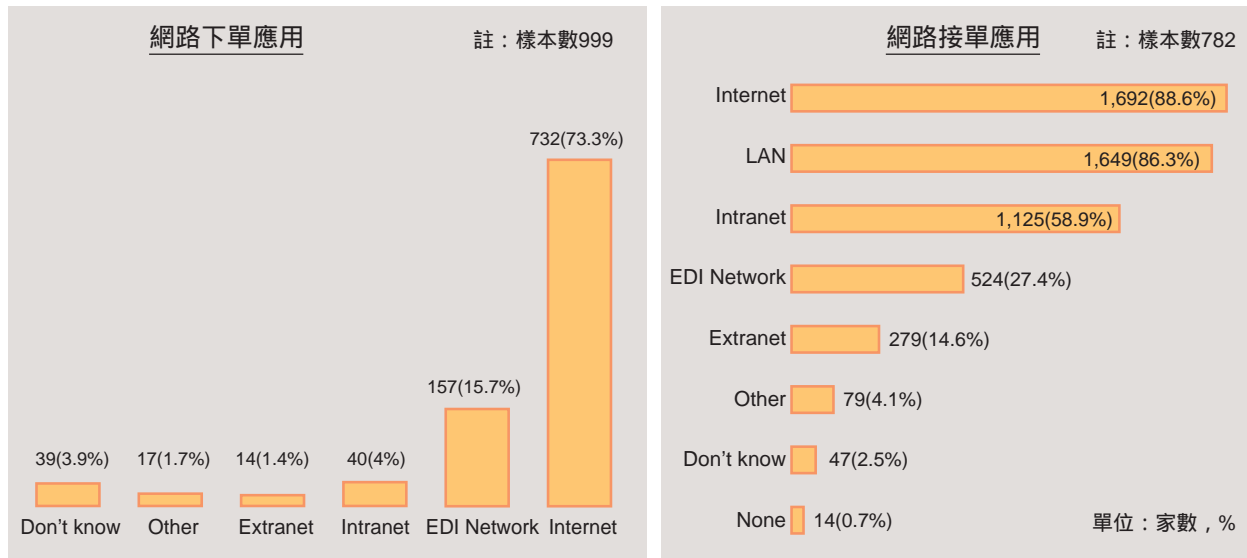 網路下單應用
註：樣本數999
732(73.3%)
157(15.7%)
39(3.9%)
17(1.7%)
14(1.4%)
40(4%)
Don't know
Other
Extranet
Intranet
EDI Network
Internet
網路接單應用
註：樣本數782
Internet
1,692(88.6%)
LAN
1,649(86.3%)
Intranet
1,125(58.9%)
EDI Network
524(27.4%)
Extranet
279(14.6%)
Other
79(4.1%)
Don't know
47(2.5%)
None
14(0.7%)
單位：家數，%